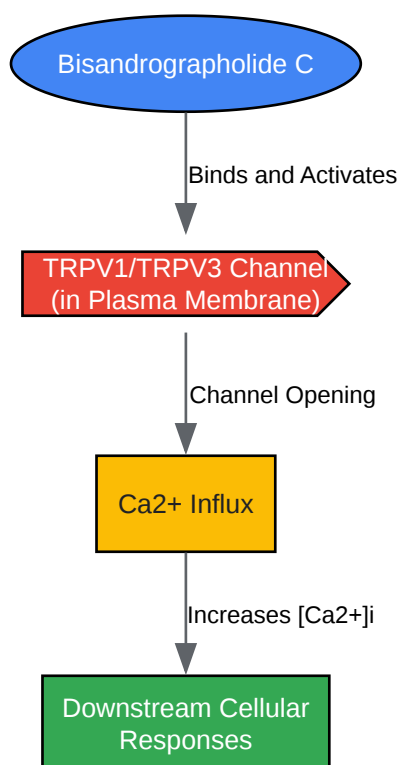 Bisandrographolide C
Binds and Activates
TRPV1/TRPV3 Channel
(in Plasma Membrane)
Channel Opening
Ca2+ Influx
Increases [Ca2+]i
Downstream Cellular
Responses